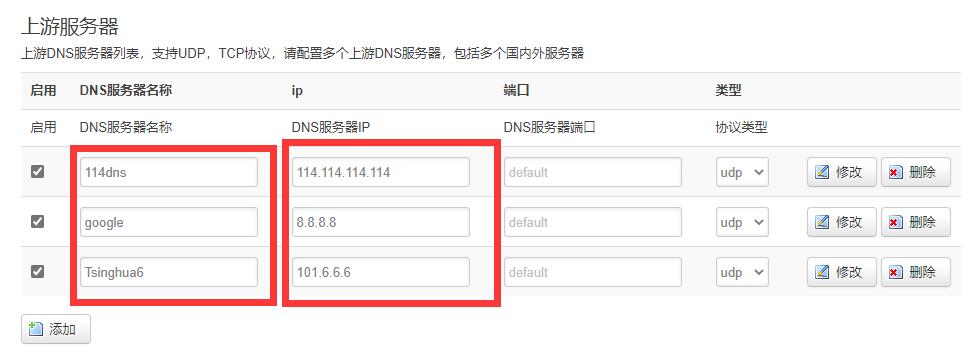 上游服务器
上游DNS服务器列表，支持UDP，TCP协议，请配置多个上游DNS服务器，包括多个国内外服务器
启用 DNS服务器名称 ip 端口 类型
启用 DNS服务器名称 DNS服务器IP DNS服务器端口 协议类型
114dns 114.114.114.114 default udp 修改 删除
google 8.8.8.8 default udp 修改 删除
Tsinghua6 101.6.6.6 default udp 修改 删除
添加